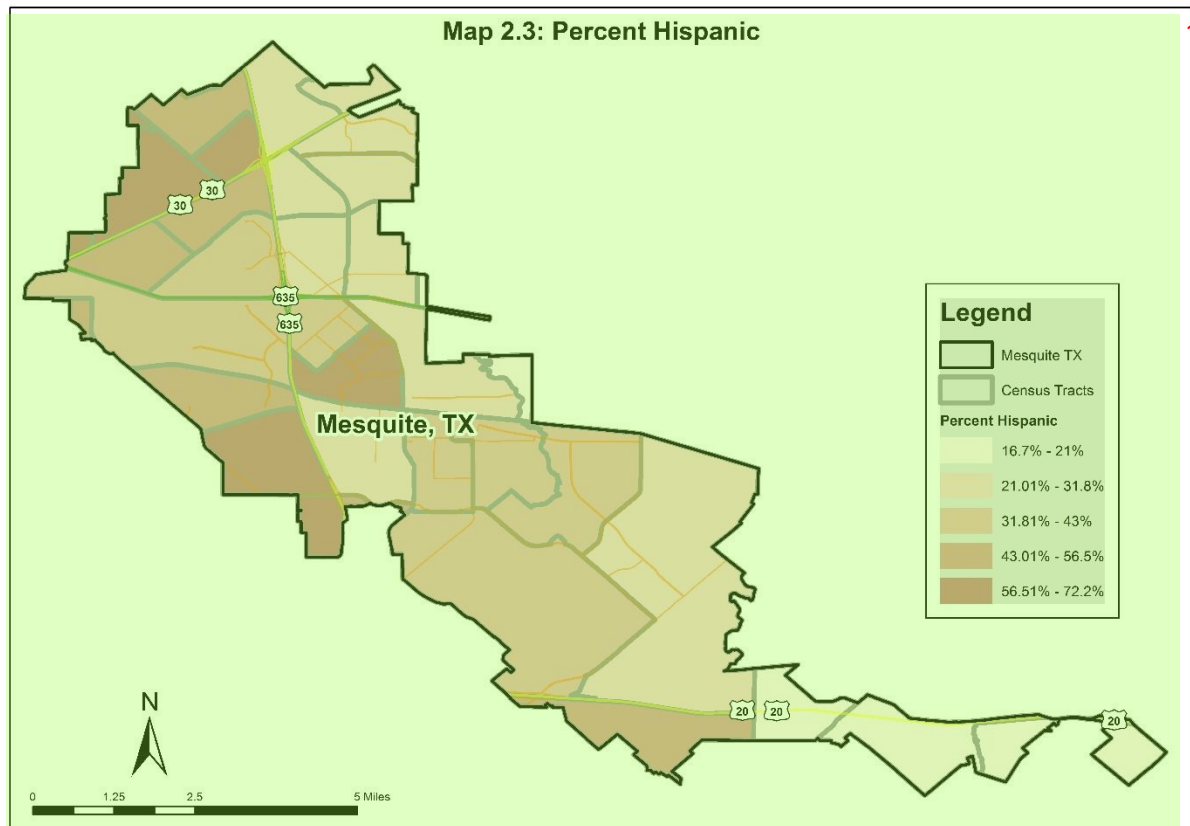 Map 2.3: Percent Hispanic
30
30
635
635
Mesquite, TX
Legend
Mesquite TX
Census Tracts
Percent Hispanic
16.7% - 21%
21.01% - 31.8%
31.81% - 43%
43.01% - 56.5%
56.51% - 72.2%
20
20
20
N
0 1.25 2.5 5 Miles